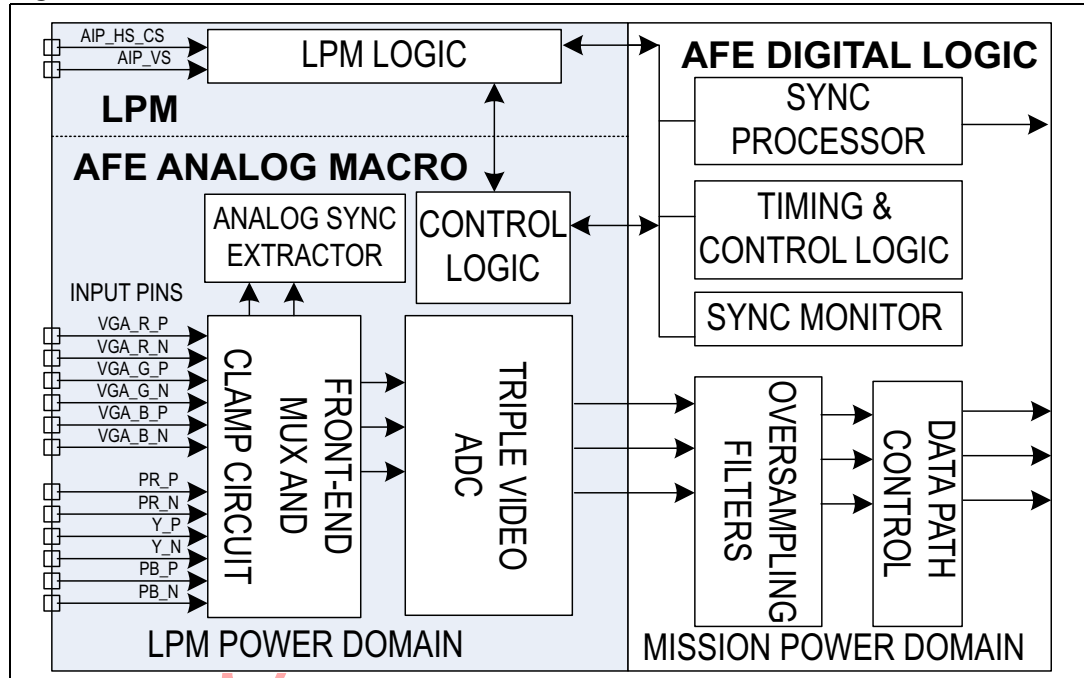 AIP_HS_CS
AIP_VS
LPM LOGIC
LPM
AFE ANALOG MACRO
ANALOG SYNC
EXTRACTOR
CONTROL
LOGIC
INPUT PINS
VGA_R_P
VGA_R_N
VGA_G_P
VGA_G_N
VGA_B_P
VGA_B_N
PR_P
PR_N
Y_P
Y_N
PB_P
PB_N
FRONT-END
MUX AND
CLAMP CIRCUIT
TRIPLE VIDEO
ADC
LPM POWER DOMAIN
AFE DIGITAL LOGIC
SYNC
PROCESSOR
TIMING &
CONTROL LOGIC
SYNC MONITOR
OVERSAMPLING
FILTERS
DATA PATH
CONTROL
MISSION POWER DOMAIN